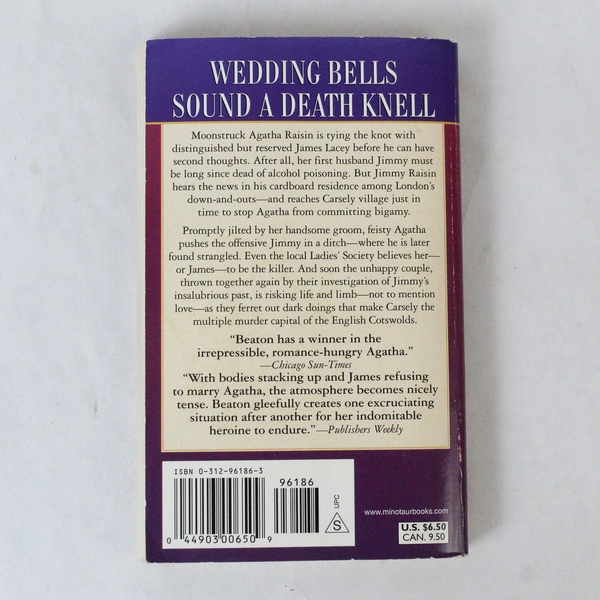 WEDDING BELLS
SOUND A DEATH KNELL
Moonstruck Agatha Raisin is tying the knot with
distinguished but reserved James Lacey before he can have
second thoughts. After all, her first husband Jimmy must
be long since dead of alcohol poisoning. But Jimmy Raisin
hears the news in his cardboard residence among London's
down-and-outs—and reaches Carsely village just in
time to stop Agatha from committing bigamy.
Promptly jilted by her handsome groom, feisty Agatha
pushes the offensive Jimmy in a ditch—where he is later
found strangled. Even the local Ladies' Society believes her—
or James—to be the killer. And soon the unhappy couple,
thrown together again by their investigation of Jimmy's
insalubrious past, is risking life and limb—not to mention
love—as they ferret out dark doings that make Carsely the
multiple murder capital of the English Cotswolds.
"Beaton has a winner in the
irrepressible, romance-hungry Agatha."
—Chicago Sun-Times
"With bodies stacking up and James refusing
to marry Agatha, the atmosphere becomes nicely
tense. Beaton gleefully creates one excruciating
situation after another for her indomitable
heroine to endure."—Publishers Weekly
ISBN 0-312-96186-3
96186
UPC
S
0 44903 00650 9
www.minotaurbooks.com
U.S. $6.50
CAN. 9.50